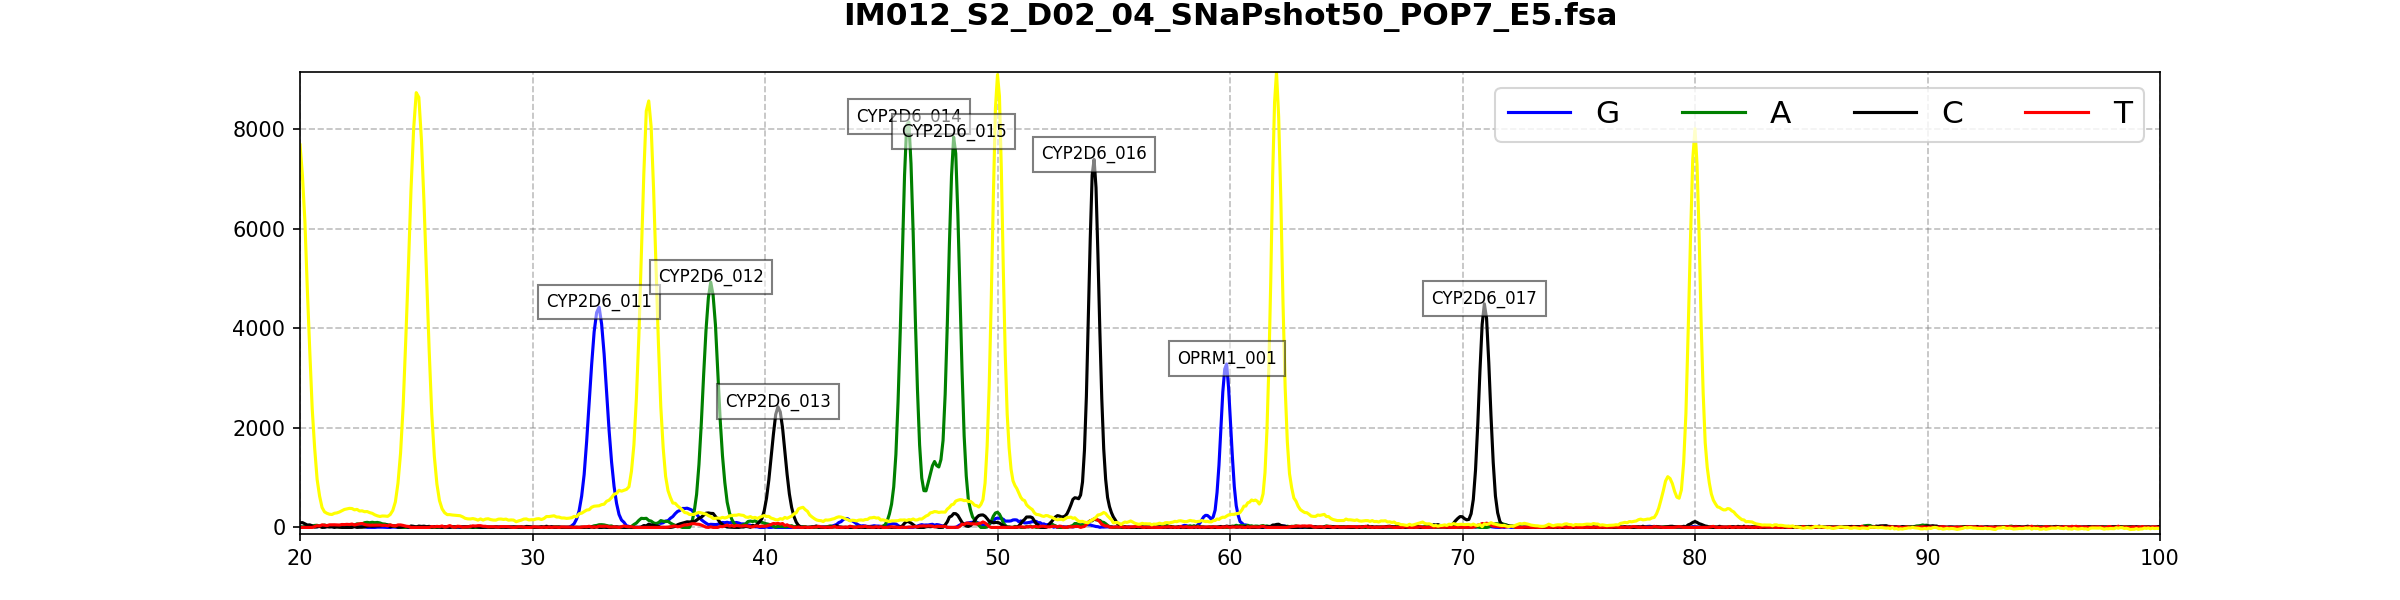 IM012_S2_D02_04_SNaPshot50_POP7_E5.fsa
G A C T
8000
6000
4000
2000
0
CYP2D6_014
CYP2D6_015
CYP2D6_016
CYP2D6_012
CYP2D6_011
CYP2D6_017
OPRM1_001
CYP2D6_013
20 30 40 50 60 70 80 90 100